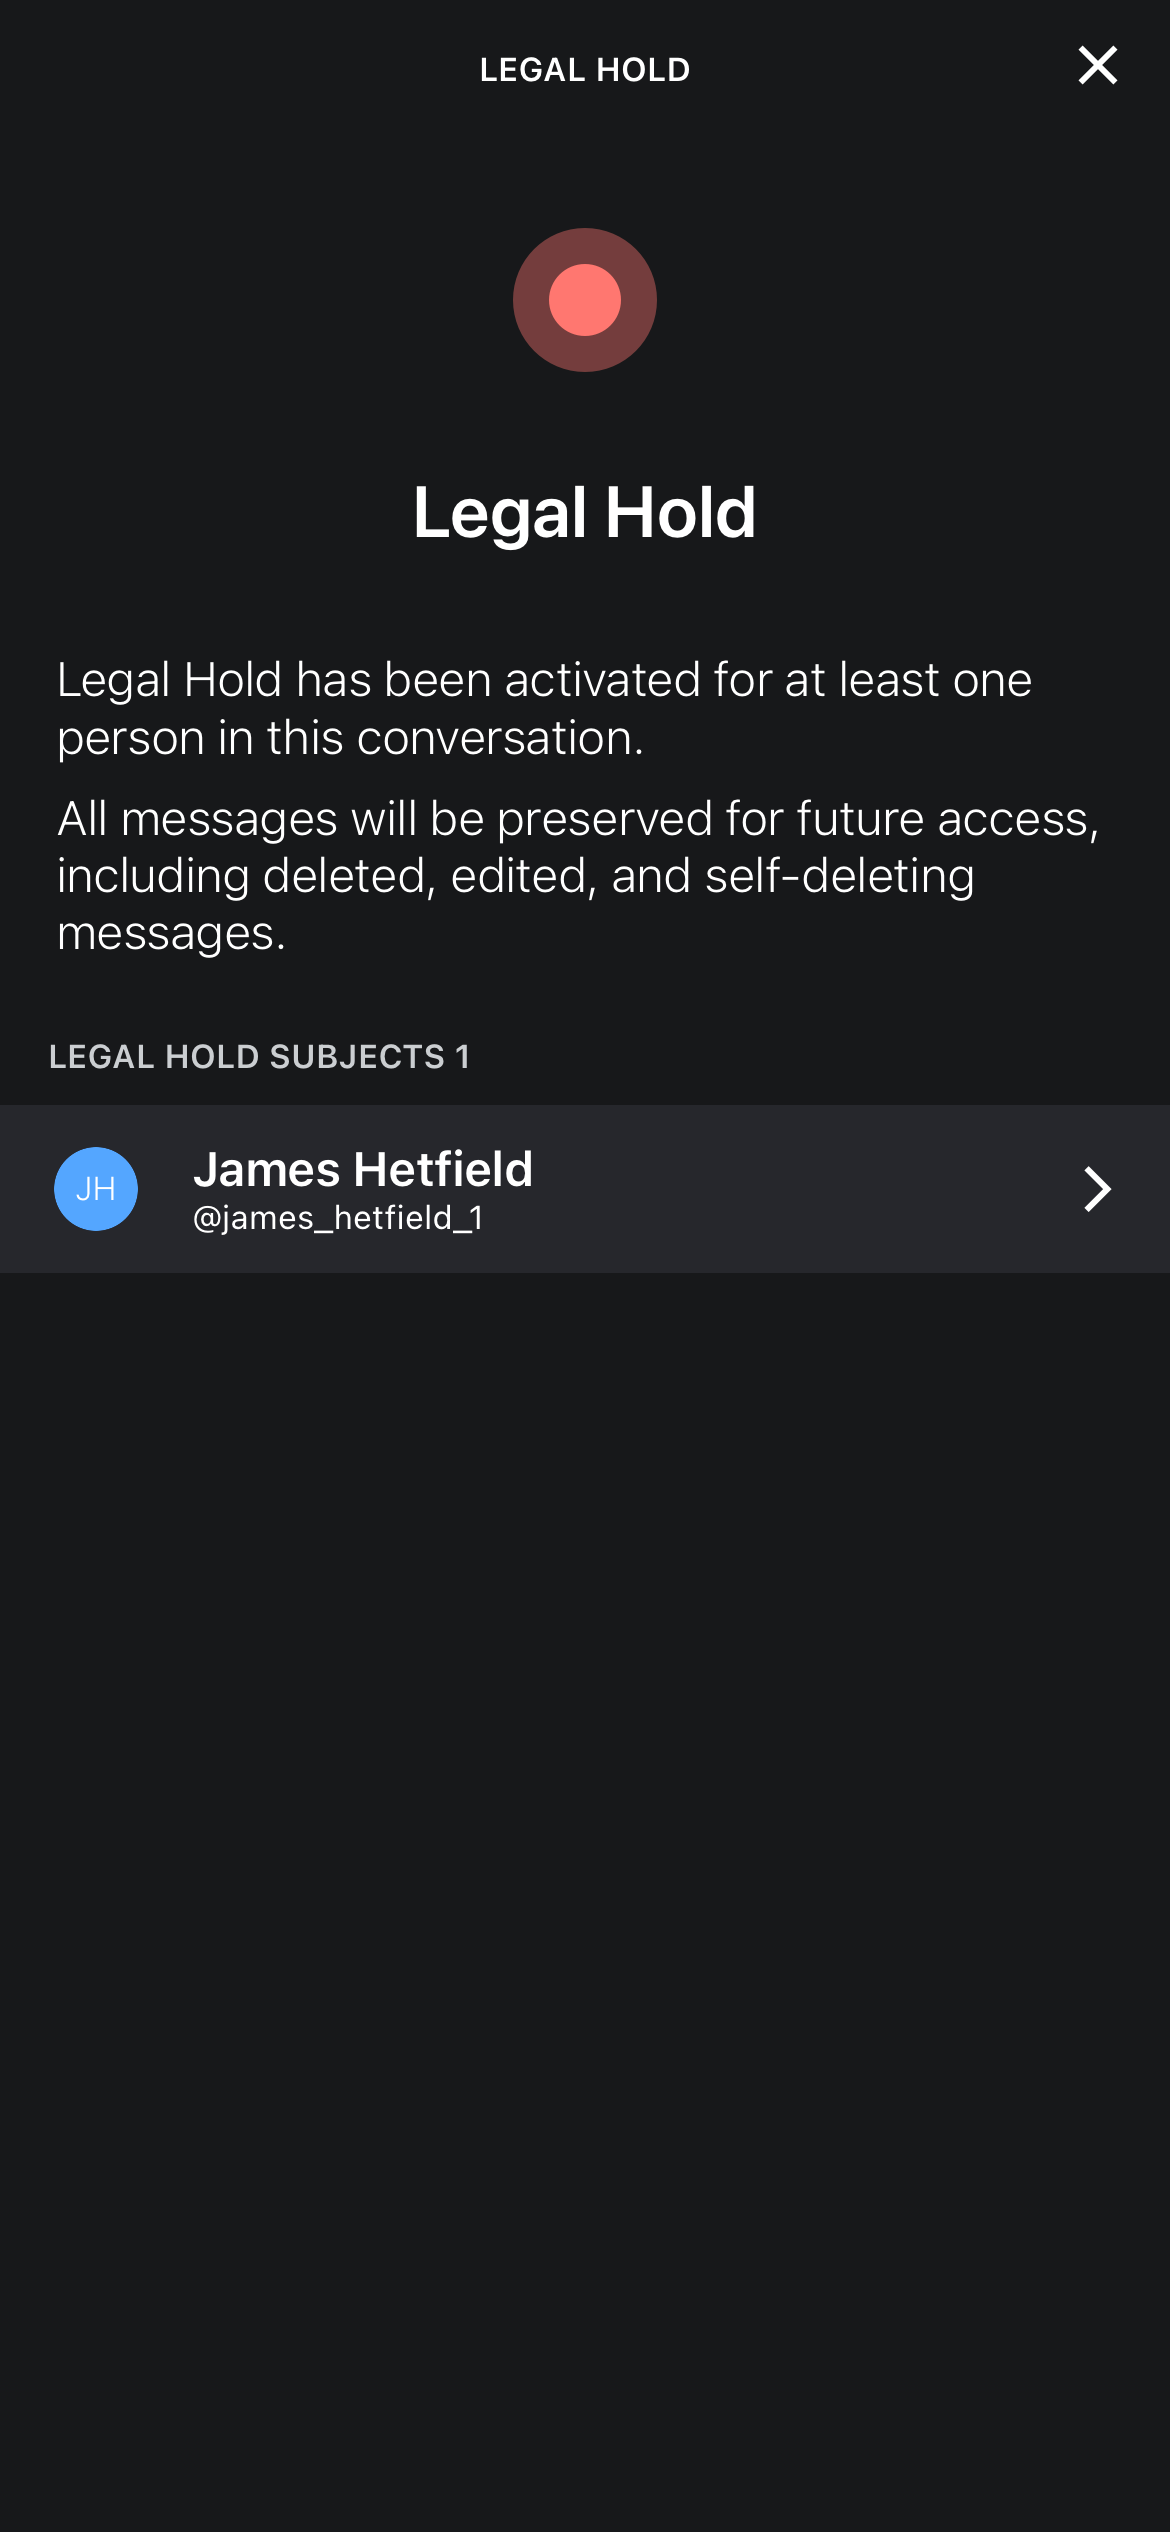 LEGAL HOLD
Legal Hold
Legal Hold has been activated for at least one
person in this conversation.
All messages will be preserved for future access,
including deleted, edited, and self-deleting
messages.
LEGAL HOLD SUBJECTS 1
JH
James Hetfield
@james_hetfield_1